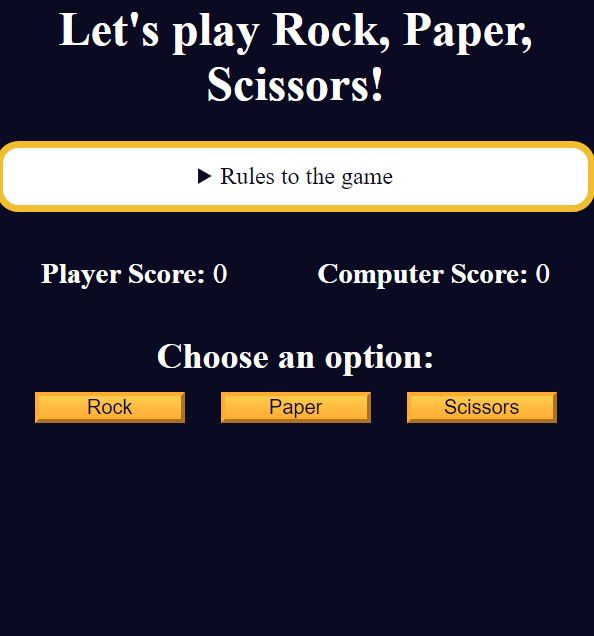 Let's play Rock, Paper,
Scissors!
▶ Rules to the game
Player Score: 0 Computer Score: 0
Choose an option:
Rock Paper Scissors